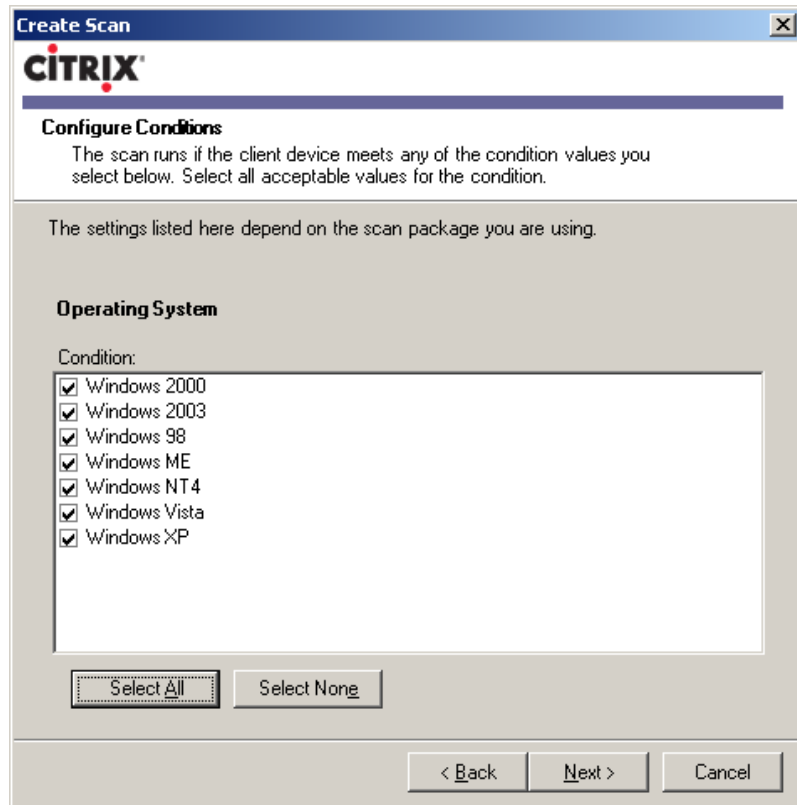 Create Scan
CITRIX
Configure Conditions
The scan runs if the client device meets any of the condition values you
select below. Select all acceptable values for the condition.
The settings listed here depend on the scan package you are using.
Operating System
Condition:
Windows 2000
Windows 2003
Windows 98
Windows ME
Windows NT4
Windows Vista
Windows XP
Select All
Select None
< Back
Next >
Cancel